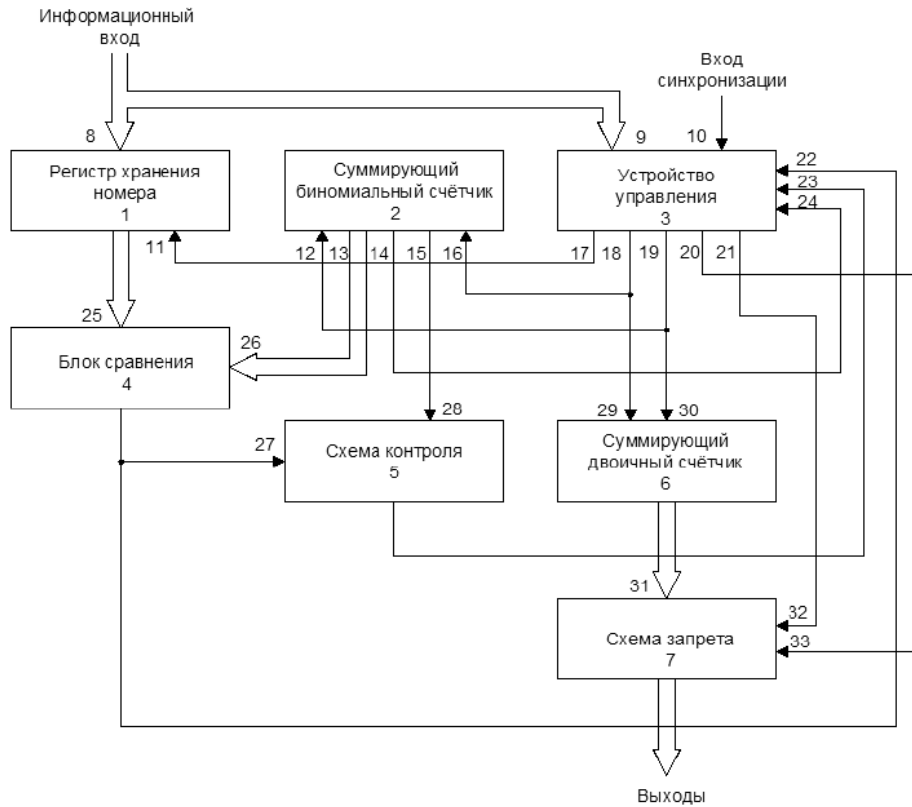 Информационный
вход
Вход
синхронизации
8
9
10
Регистр хранения
номера
1
Суммирующий
биномиальный счётчик
2
Устройство
управления
3
22
23
24
11
12
13
14
15
16
17
18
19
20
21
25
26
Блок сравнения
4
27
28
29
30
Схема контроля
5
Суммирующий
двоичный счётчик
6
31
32
33
Схема запрета
7
Выходы